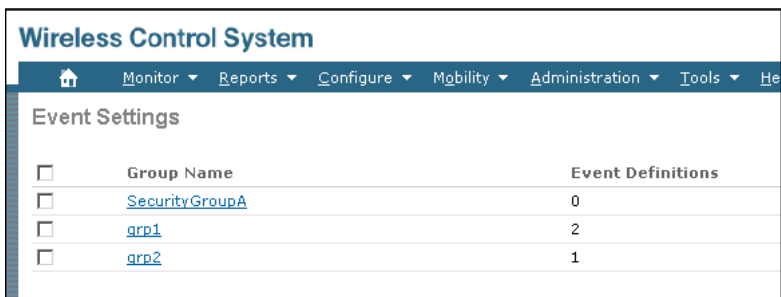 Wireless Control System
Monitor Reports Configure Mobility Administration Tools He
Event Settings
Group Name Event Definitions
SecurityGroupA 0
grp1 2
grp2 1